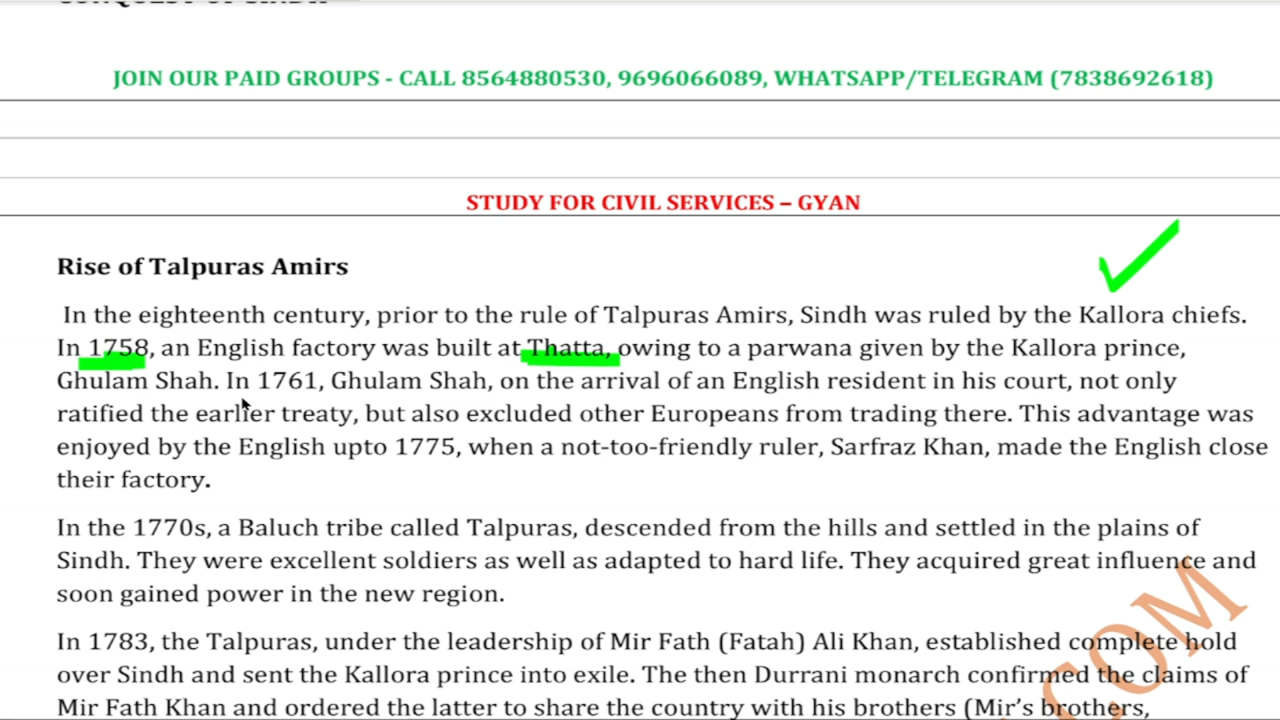 CONQUEST OF SINDH
JOIN OUR PAID GROUPS - CALL 8564880530, 9696066089, WHATSAPP/TELEGRAM (7838692618)
STUDY FOR CIVIL SERVICES – GYAN
Rise of Talpuras Amirs
In the eighteenth century, prior to the rule of Talpuras Amirs, Sindh was ruled by the Kallora chiefs.
In 1758, an English factory was built at Thatta, owing to a parwana given by the Kallora prince,
Ghulam Shah. In 1761, Ghulam Shah, on the arrival of an English resident in his court, not only
ratified the earlier treaty, but also excluded other Europeans from trading there. This advantage was
enjoyed by the English upto 1775, when a not-too-friendly ruler, Sarfraz Khan, made the English close
their factory.
In the 1770s, a Baluch tribe called Talpuras, descended from the hills and settled in the plains of
Sindh. They were excellent soldiers as well as adapted to hard life. They acquired great influence and
soon gained power in the new region.
In 1783, the Talpuras, under the leadership of Mir Fath (Fatah) Ali Khan, established complete hold
over Sindh and sent the Kallora prince into exile. The then Durrani monarch confirmed the claims of
Mir Fath Khan and ordered the latter to share the country with his brothers (Mir’s brothers,
.COM